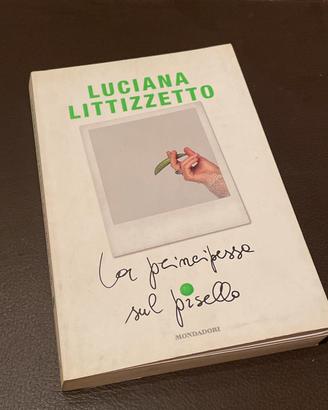 LUCIANA
LITTIZZETTO
La principessa
sul pisello
MONDADORI